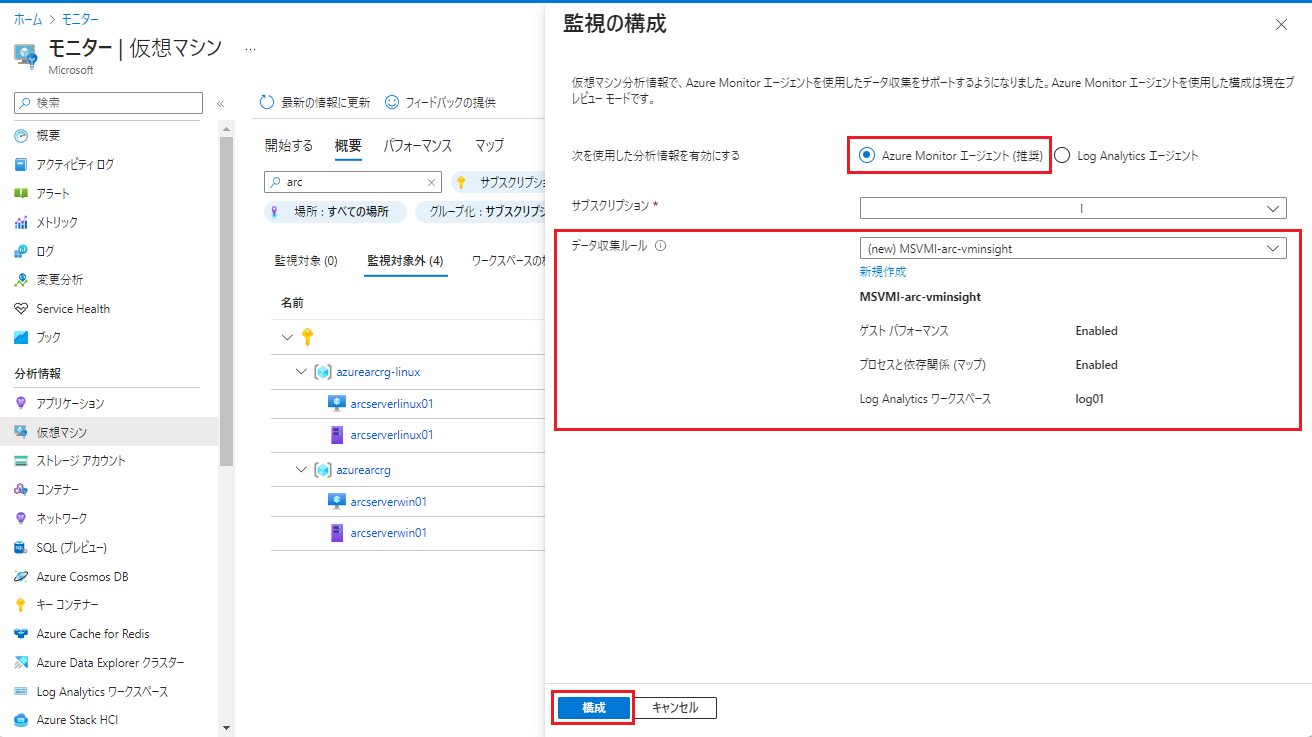 ホーム > モニター
モニター | 仮想マシン ...
Microsoft
検索
«
概要
アクティビティ ログ
アラート
メトリック
ログ
変更分析
Service Health
ブック
分析情報
アプリケーション
仮想マシン
ストレージ アカウント
コンテナー
ネットワーク
SQL (プレビュー)
Azure Cosmos DB
キー コンテナー
Azure Cache for Redis
Azure Data Explorer クラスター
Log Analytics ワークスペース
Azure Stack HCI
最新の情報に更新 フィードバックの提供
開始する 概要 パフォーマンス マップ
arc
サブスクリプシ
場所 : すべての場所 グループ化 : サブスクリプシ
監視対象 (0) 監視対象外 (4) ワークスペースの
名前
azurearcrg-linux
arcserverlinux01
arcserverlinux01
azurearcrg
arcserverwin01
arcserverwin01
監視の構成
仮想マシン分析情報で、Azure Monitor エージェントを使用したデータ収集をサポートするようになりました。Azure Monitor エージェントを使用した構成は現在プ
レビュー モードです。
次を使用した分析情報を有効にする Azure Monitor エージェント (推奨) Log Analytics エージェント
サブスクリプション *
データ収集ルール (new) MSVMI-arc-vminsight
新規作成
MSVMI-arc-vminsight
ゲスト パフォーマンス Enabled
プロセスと依存関係 (マップ) Enabled
Log Analytics ワークスペース log01
構成 キャンセル